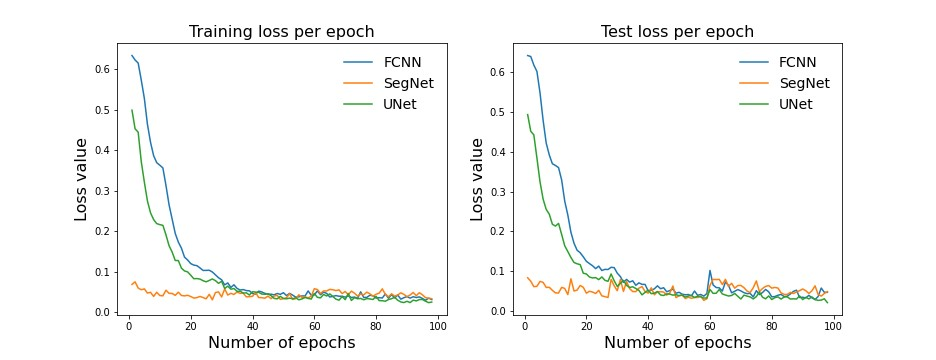 Training loss per epoch
0.6
0.5
0.4
0.3
0.2
0.1
0.0
Loss value
FCNN
SegNet
UNet
0 20 40 60 80 100
Number of epochs
Test loss per epoch
0.6
0.5
0.4
0.3
0.2
0.1
0.0
Loss value
FCNN
SegNet
UNet
0 20 40 60 80 100
Number of epochs